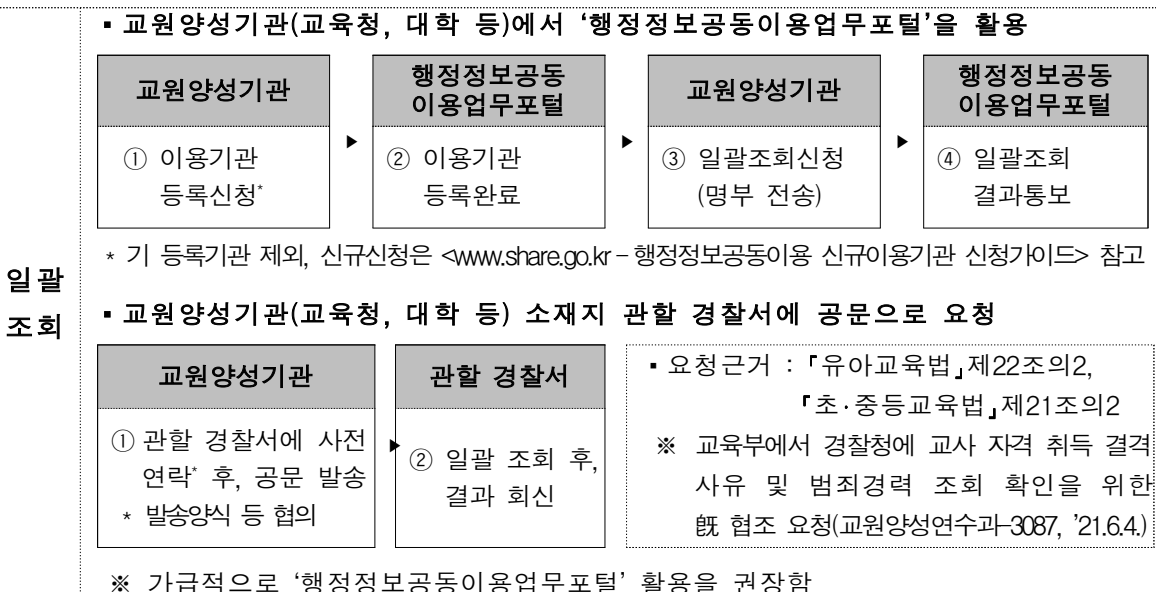 ▪ 교원양성기관(교육청, 대학 등)에서 ‘행정정보공동이용업무포털’을 활용
교원양성기관
① 이용기관
등록신청*
▶
행정정보공동
이용업무포털
② 이용기관
등록완료
▶
교원양성기관
③ 일괄조회신청
(명부 전송)
▶
행정정보공동
이용업무포털
④ 일괄조회
결과통보
* 기 등록기관 제외, 신규신청은 <www.share.go.kr – 행정정보공동이용 신규이용기관 신청가이드> 참고
일괄
조회
▪ 교원양성기관(교육청, 대학 등) 소재지 관할 경찰서에 공문으로 요청
교원양성기관
① 관할 경찰서에 사전
연락* 후, 공문 발송
* 발송양식 등 협의
▶
관할 경찰서
② 일괄 조회 후,
결과 회신
▪ 요청근거 : 『유아교육법』제22조의2,
『초·중등교육법』제21조의2
※ 교육부에서 경찰청에 교사 자격 취득 결격
사유 및 범죄경력 조회 확인을 위한
旣 협조 요청(교원양성연수과–3087, ’21.6.4.)
※ 가급적으로 ‘행정정보공동이용업무포털’ 활용을 권장함